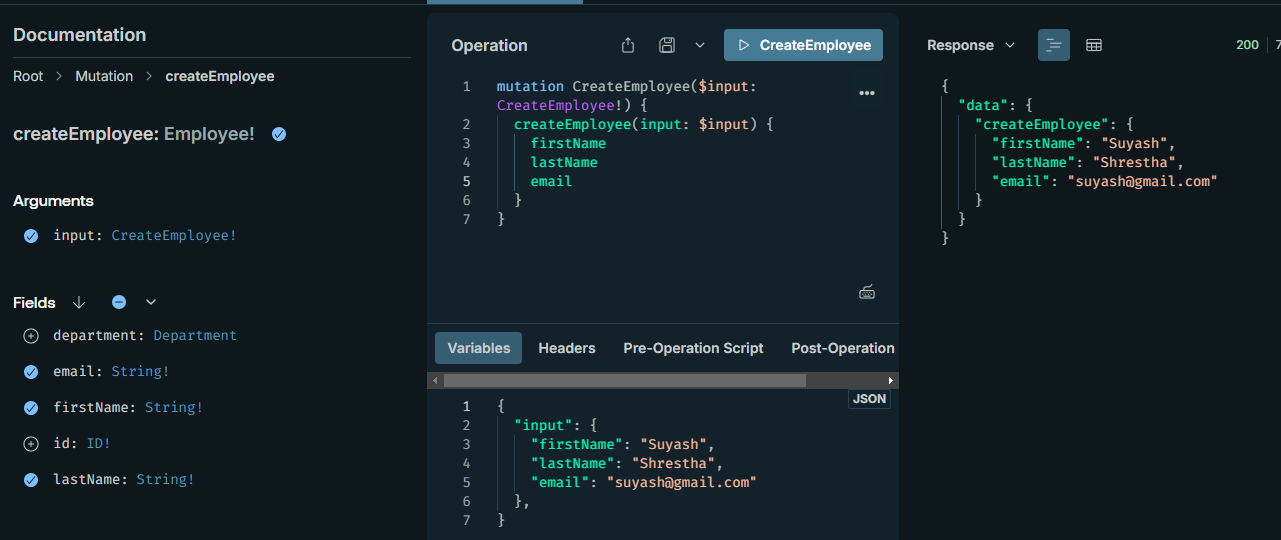 Documentation
Root > Mutation > createEmployee
createEmployee: Employee!
Arguments
input: CreateEmployee!
Fields
department: Department
email: String!
firstName: String!
id: ID!
lastName: String!
Operation
CreateEmployee
1 mutation CreateEmployee($input:
CreateEmployee!) {
2 createEmployee(input: $input) {
3 firstName
4 lastName
5 email
6 }
7 }
Variables Headers Pre-Operation Script Post-Operation
JSON
1 {
2 "input": {
3 "firstName": "Suyash",
4 "lastName": "Shrestha",
5 "email": "suyash@gmail.com"
6 },
7 }
Response
200
{
"data": {
"createEmployee": {
"firstName": "Suyash",
"lastName": "Shrestha",
"email": "suyash@gmail.com"
}
}
}